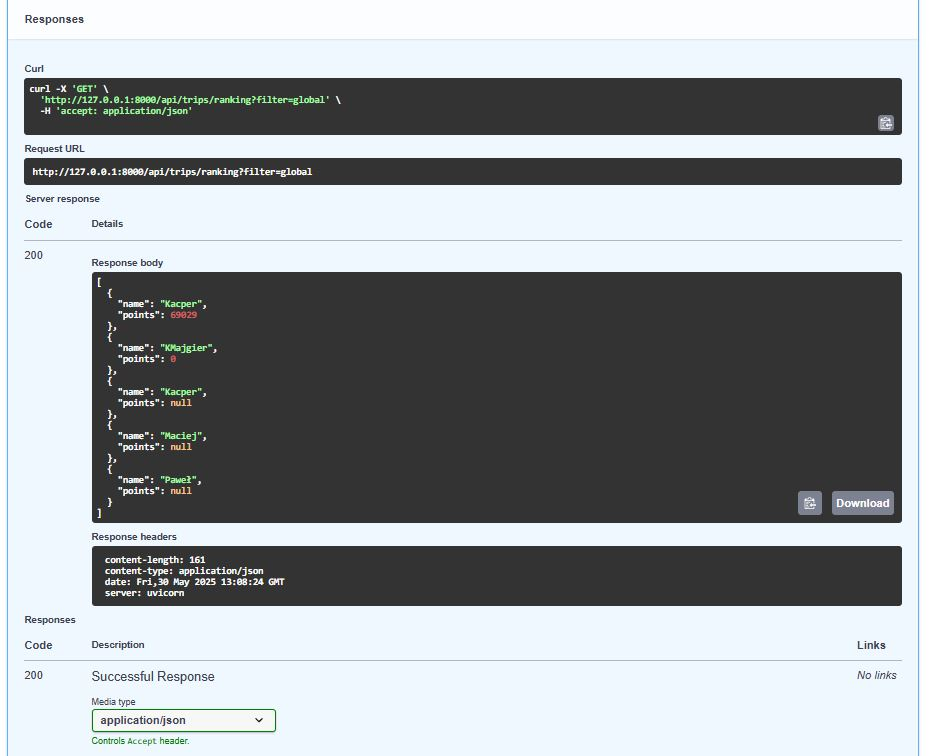 Responses
Curl
curl -X 'GET' \
  'http://127.0.0.1:8000/api/trips/ranking?filter=global' \
  -H 'accept: application/json'
Request URL
http://127.0.0.1:8000/api/trips/ranking?filter=global
Server response
Code Details
200
Response body
[
  {
    "name": "Kacper",
    "points": 69029
  },
  {
    "name": "KMajgier",
    "points": 0
  },
  {
    "name": "Kacper",
    "points": null
  },
  {
    "name": "Maciej",
    "points": null
  },
  {
    "name": "Paweł",
    "points": null
  }
]
Download
Response headers
content-length: 161
content-type: application/json
date: Fri,30 May 2025 13:08:24 GMT
server: uvicorn
Responses
Code Description Links
200 Successful Response No links
Media type
application/json
Controls Accept header.